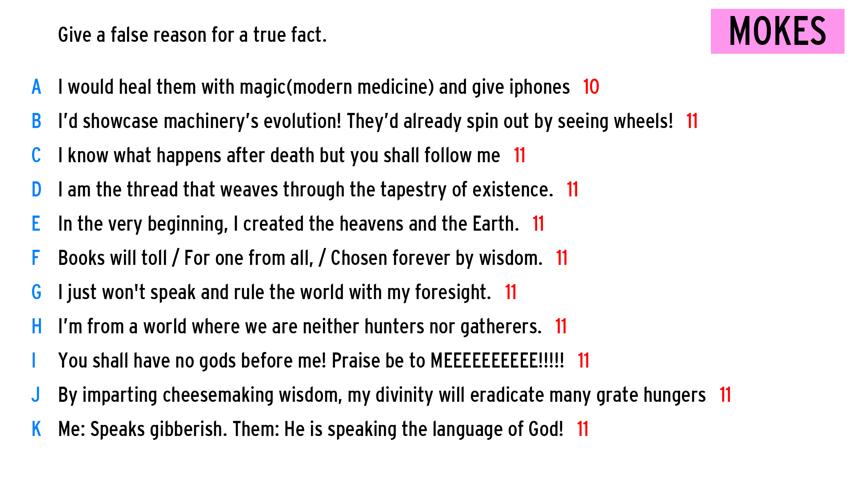 Give a false reason for a true fact.
MOKES
A I would heal them with magic(modern medicine) and give iphones 10
B I'd showcase machinery's evolution! They'd already spin out by seeing wheels! 11
C I know what happens after death but you shall follow me 11
D I am the thread that weaves through the tapestry of existence. 11
E In the very beginning, I created the heavens and the Earth. 11
F Books will toll / For one from all, / Chosen forever by wisdom. 11
G I just won't speak and rule the world with my foresight. 11
H I'm from a world where we are neither hunters nor gatherers. 11
I You shall have no gods before me! Praise be to MEEEEEEEEEE!!!!! 11
J By imparting cheesemaking wisdom, my divinity will eradicate many grate hungers 11
K Me: Speaks gibberish. Them: He is speaking the language of God! 11